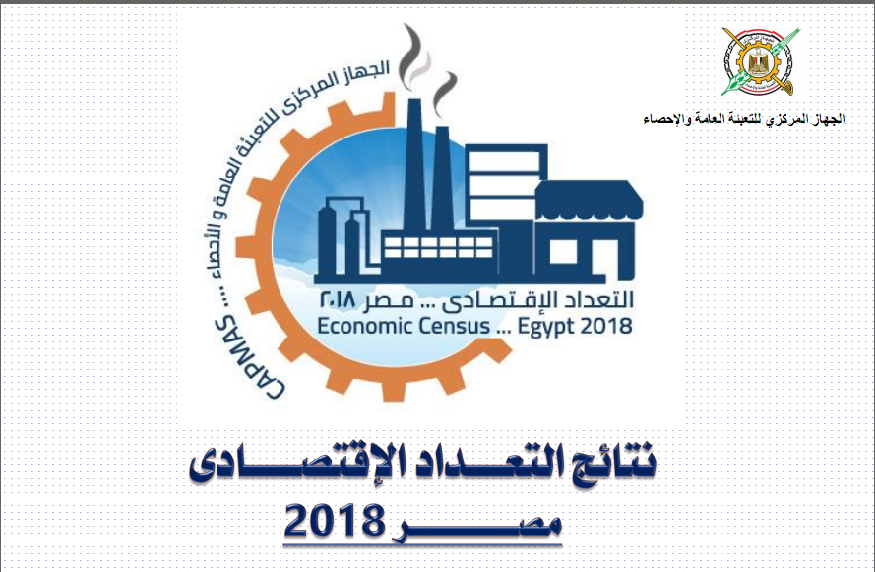 الجهاز المركزي للتعبئة العامة والإحصاء
الجهاز المركزى للتعبئة العامة و الأحصاء .... CAPMAS
التعداد الإقتصادى ... مصر ٢٠١٨
Economic Census ... Egypt 2018
نتائج التعداد الإقتصادى
مصر 2018